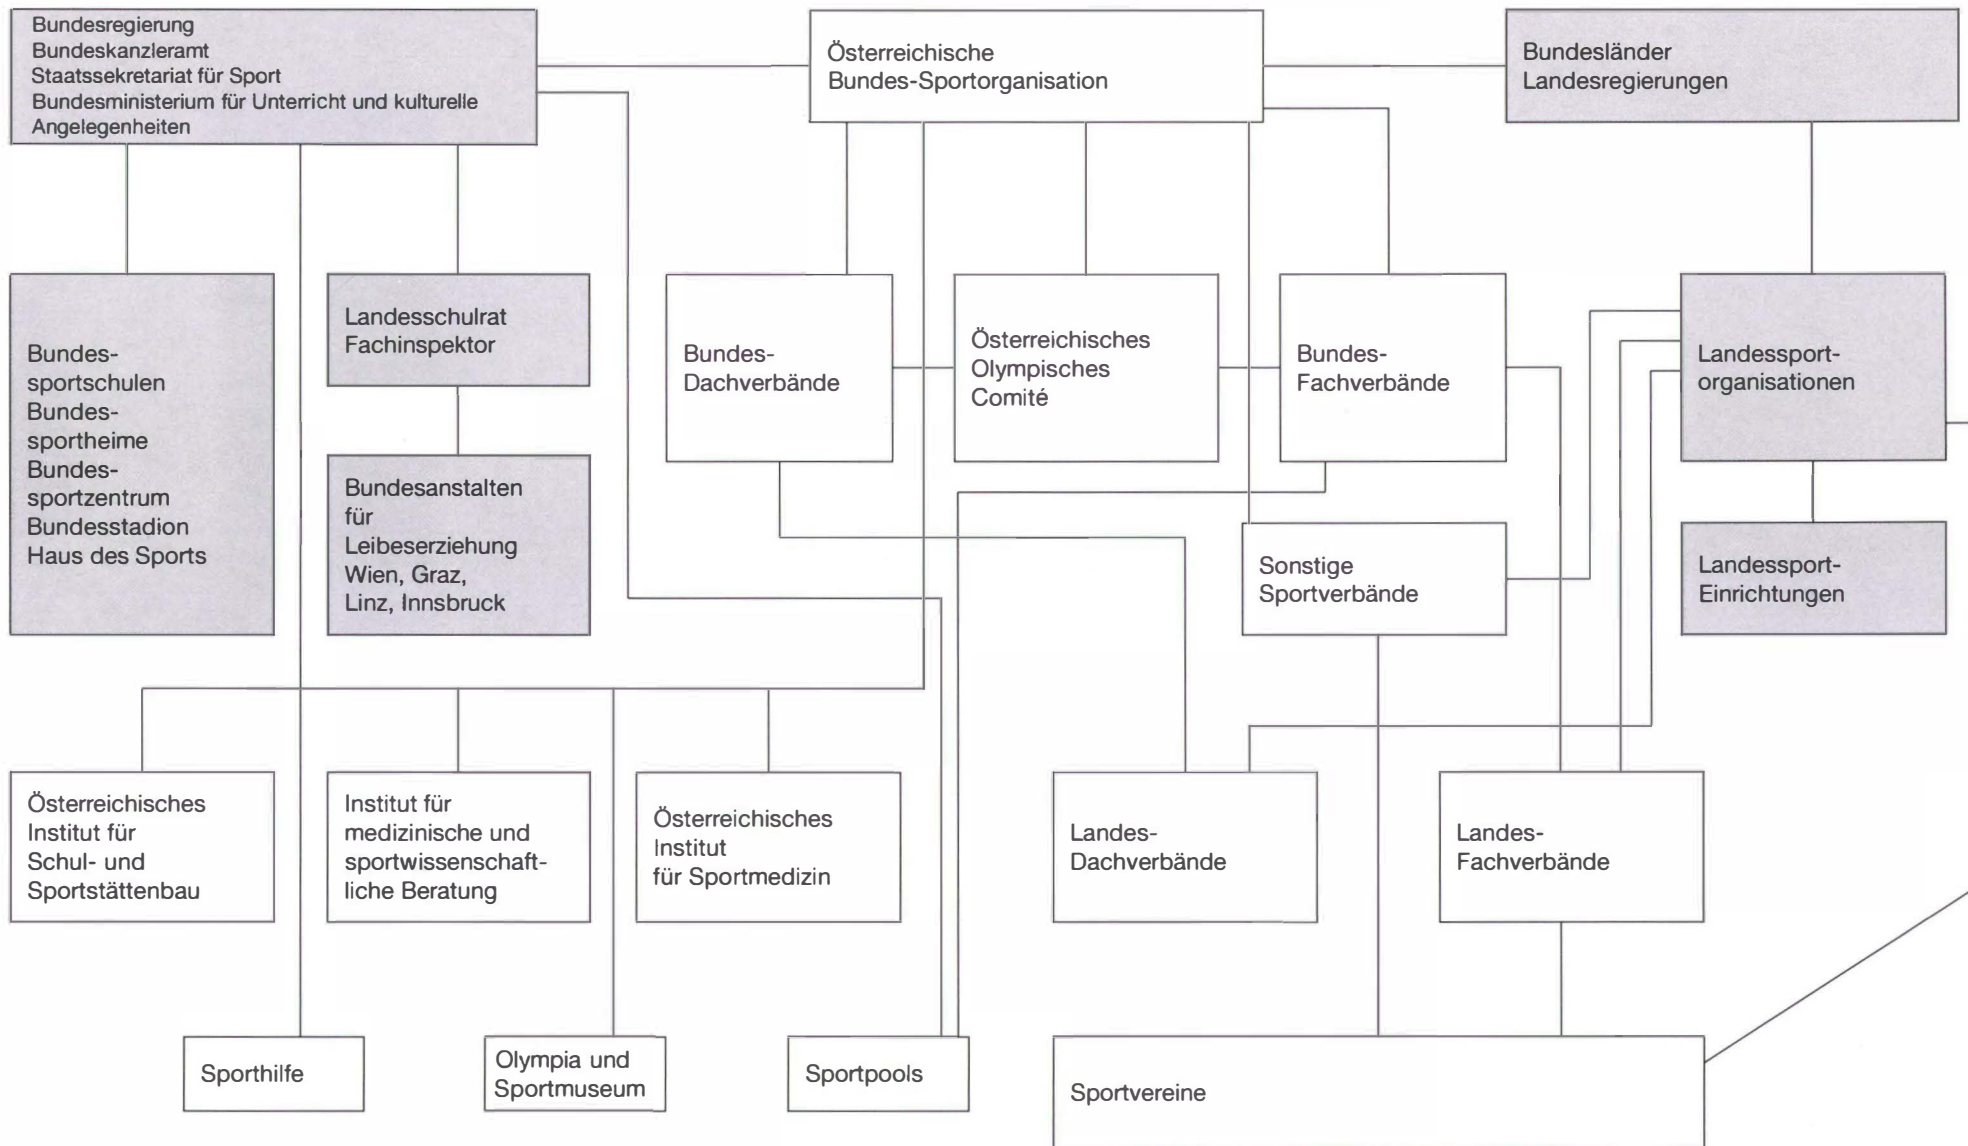 Bundesregierung
Bundeskanzleramt
Staatssekretariat für Sport
Bundesministerium für Unterricht und kulturelle
Angelegenheiten
Österreichische
Bundes-Sportorganisation
Bundesländer
Landesregierungen
Bundes-
sportschulen
Bundes-
sportheime
Bundes-
sportzentrum
Bundesstadion
Haus des Sports
Landesschulrat
Fachinspektor
Bundesanstalten
für
Leibeserziehung
Wien, Graz,
Linz, Innsbruck
Bundes-
Dachverbände
Österreichisches
Olympisches
Comité
Bundes-
Fachverbände
Landessport-
organisationen
Sonstige
Sportverbände
Landessport-
Einrichtungen
Österreichisches
Institut für
Schul- und
Sportstättenbau
Institut für
medizinische und
sportwissenschaft-
liche Beratung
Österreichisches
Institut
für Sportmedizin
Landes-
Dachverbände
Landes-
Fachverbände
Sporthilfe
Olympia und
Sportmuseum
Sportpools
Sportvereine